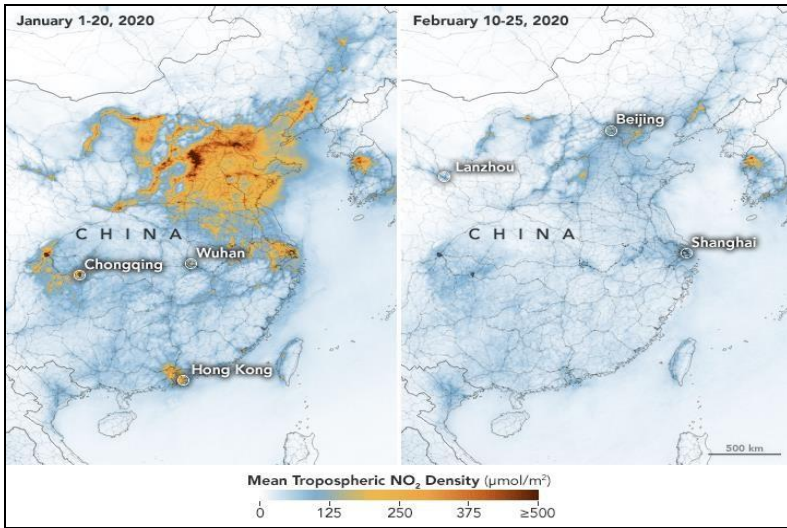 January 1-20, 2020
CHINA
Chongqing
Wuhan
Hong Kong
February 10-25, 2020
Beijing
Lanzhou
CHINA
Shanghai
500 km
Mean Tropospheric NO₂ Density (μmol/m²)
0 125 250 375 ≥500